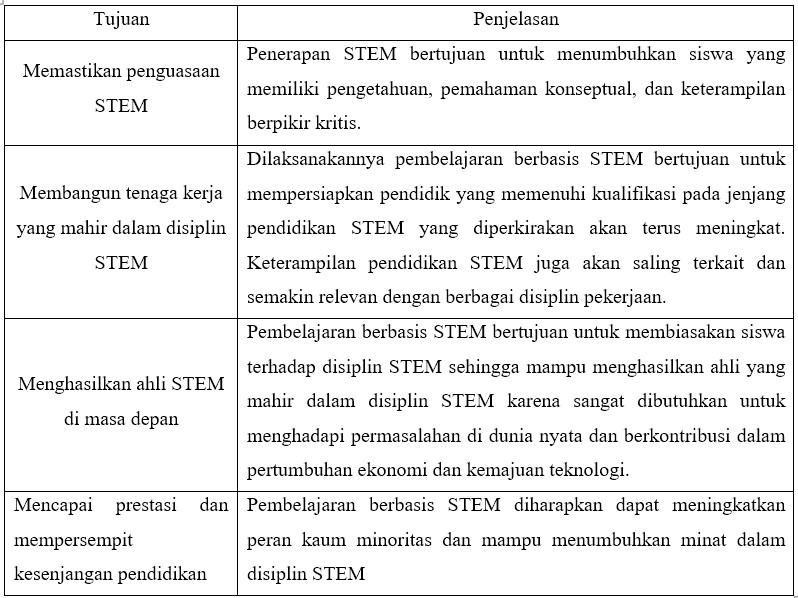 Tujuan
Penjelasan
Memastikan penguasaan
STEM
Penerapan STEM bertujuan untuk menumbuhkan siswa yang
memiliki pengetahuan, pemahaman konseptual, dan keterampilan
berpikir kritis.
Membangun tenaga kerja
yang mahir dalam disiplin
STEM
Dilaksanakannya pembelajaran berbasis STEM bertujuan untuk
mempersiapkan pendidik yang memenuhi kualifikasi pada jenjang
pendidikan STEM yang diperkirakan akan terus meningkat.
Keterampilan pendidikan STEM juga akan saling terkait dan
semakin relevan dengan berbagai disiplin pekerjaan.
Menghasilkan ahli STEM
di masa depan
Pembelajaran berbasis STEM bertujuan untuk membiasakan siswa
terhadap disiplin STEM sehingga mampu menghasilkan ahli yang
mahir dalam disiplin STEM karena sangat dibutuhkan untuk
menghadapi permasalahan di dunia nyata dan berkontribusi dalam
pertumbuhan ekonomi dan kemajuan teknologi.
Mencapai prestasi dan
mempersempit
kesenjangan pendidikan
Pembelajaran berbasis STEM diharapkan dapat meningkatkan
peran kaum minoritas dan mampu menumbuhkan minat dalam
disiplin STEM